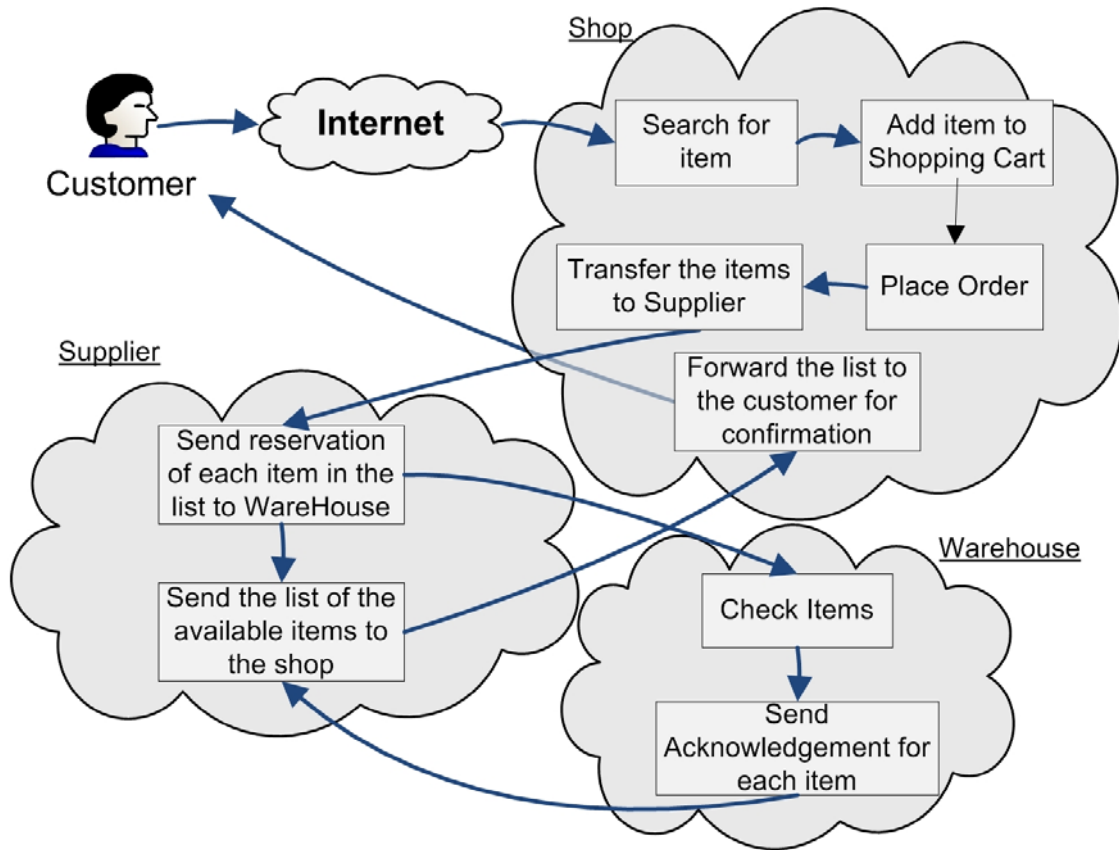 Shop
Internet
Search for
item
Add item to
Shopping Cart
Customer
Transfer the items
to Supplier
Place Order
Supplier
Forward the list to
the customer for
confirmation
Send reservation
of each item in the
list to WareHouse
Warehouse
Send the list of the
available items to
the shop
Check Items
Send
Acknowledgement for
each item